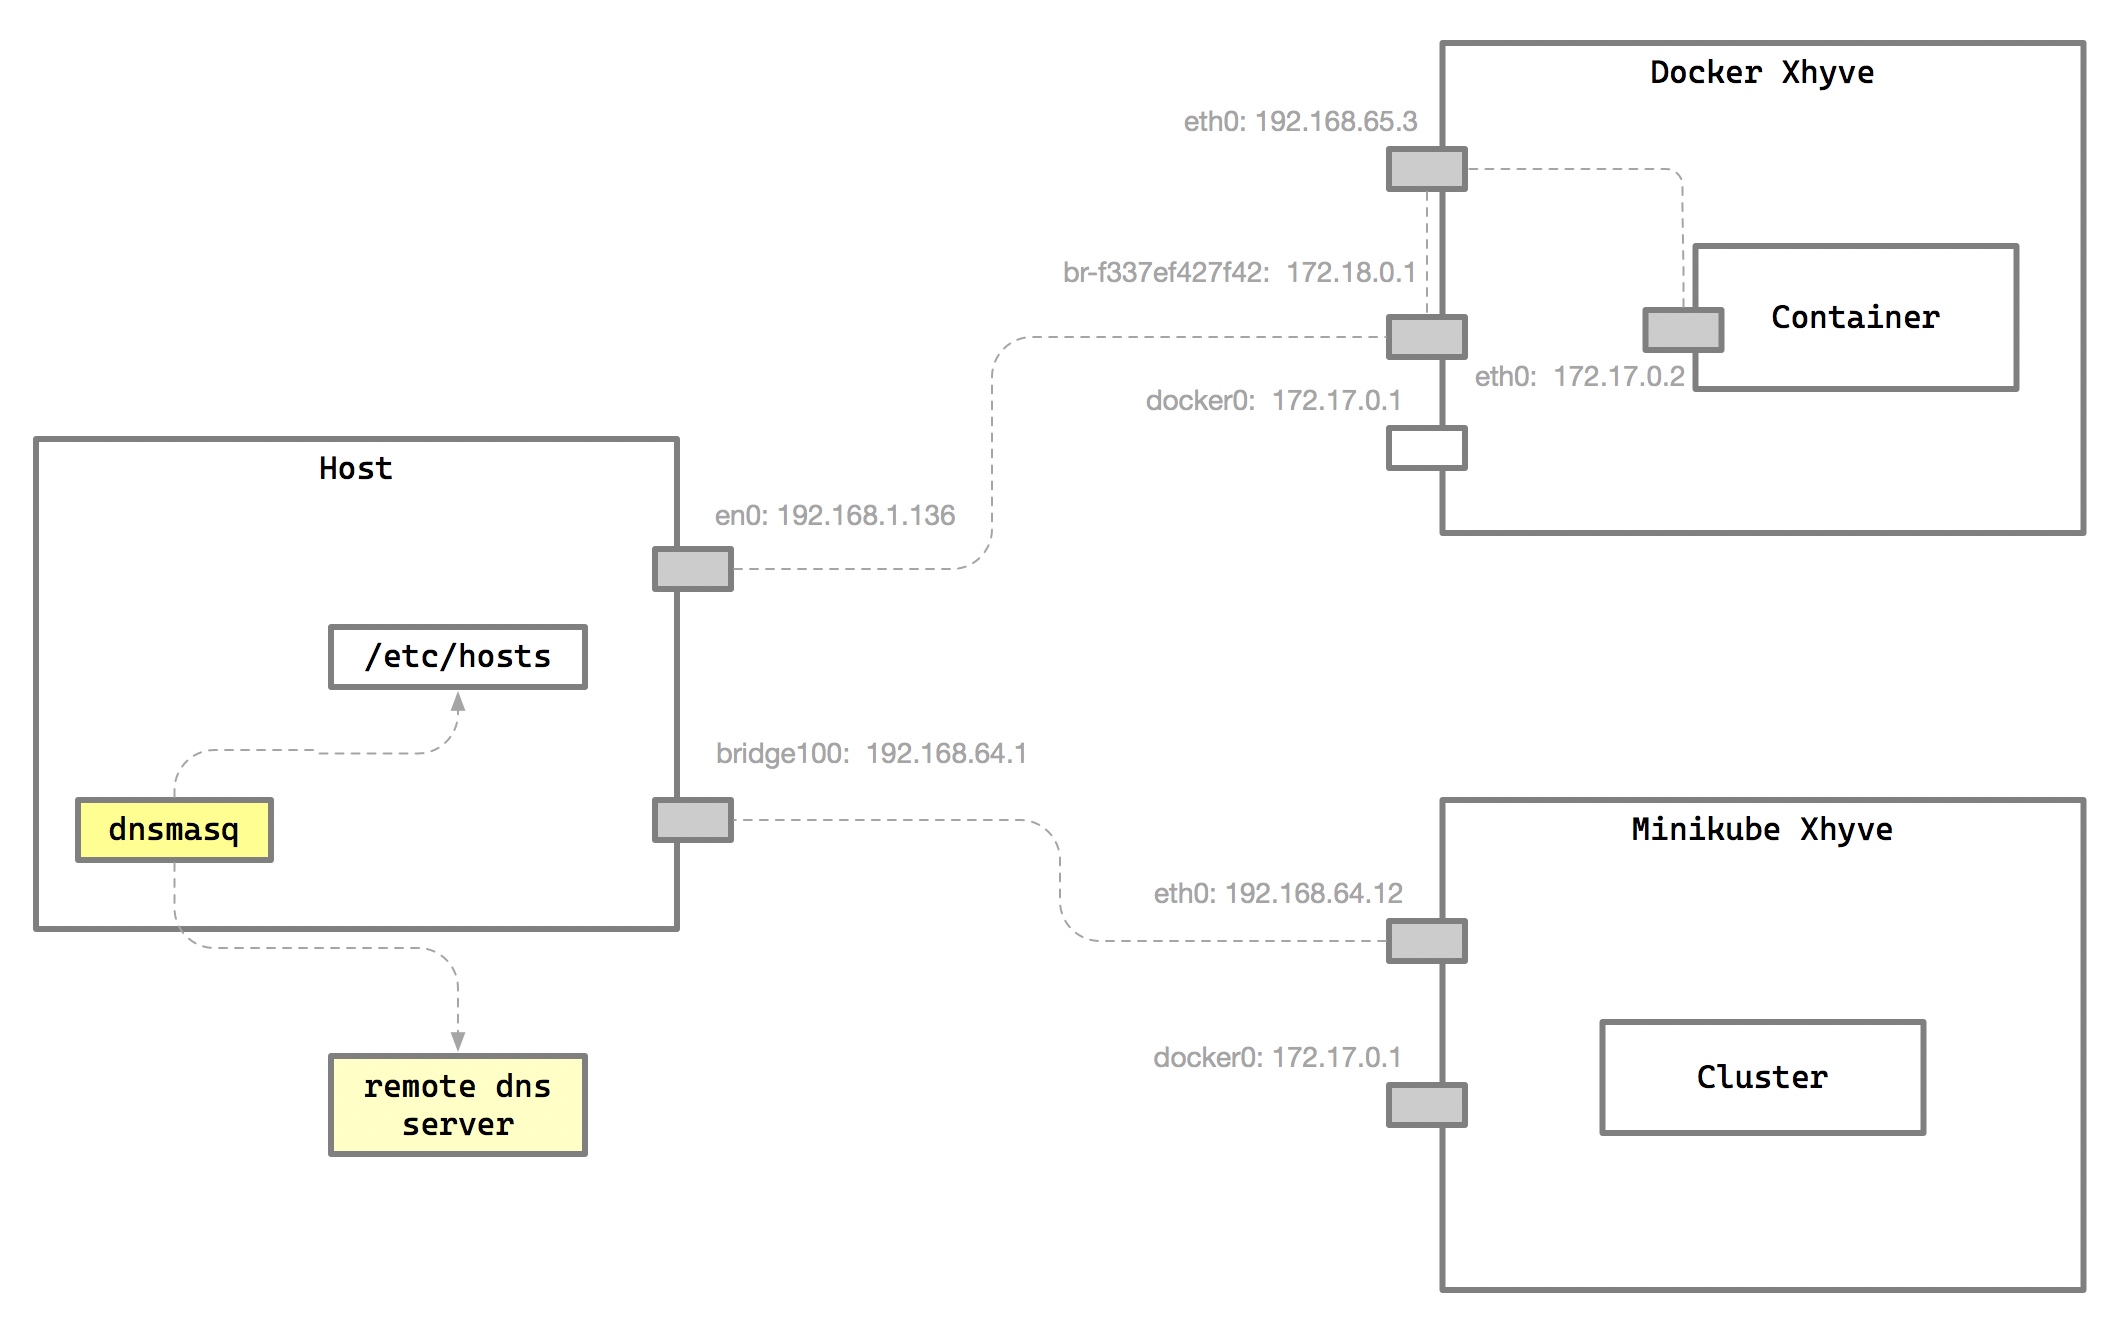 Docker Xhyve
eth0: 192.168.65.3
br-f337ef427f42:  172.18.0.1
Container
eth0:  172.17.0.2
docker0:  172.17.0.1
Host
en0: 192.168.1.136
/etc/hosts
bridge100:  192.168.64.1
dnsmasq
Minikube Xhyve
eth0: 192.168.64.12
docker0: 172.17.0.1
Cluster
remote dns
server